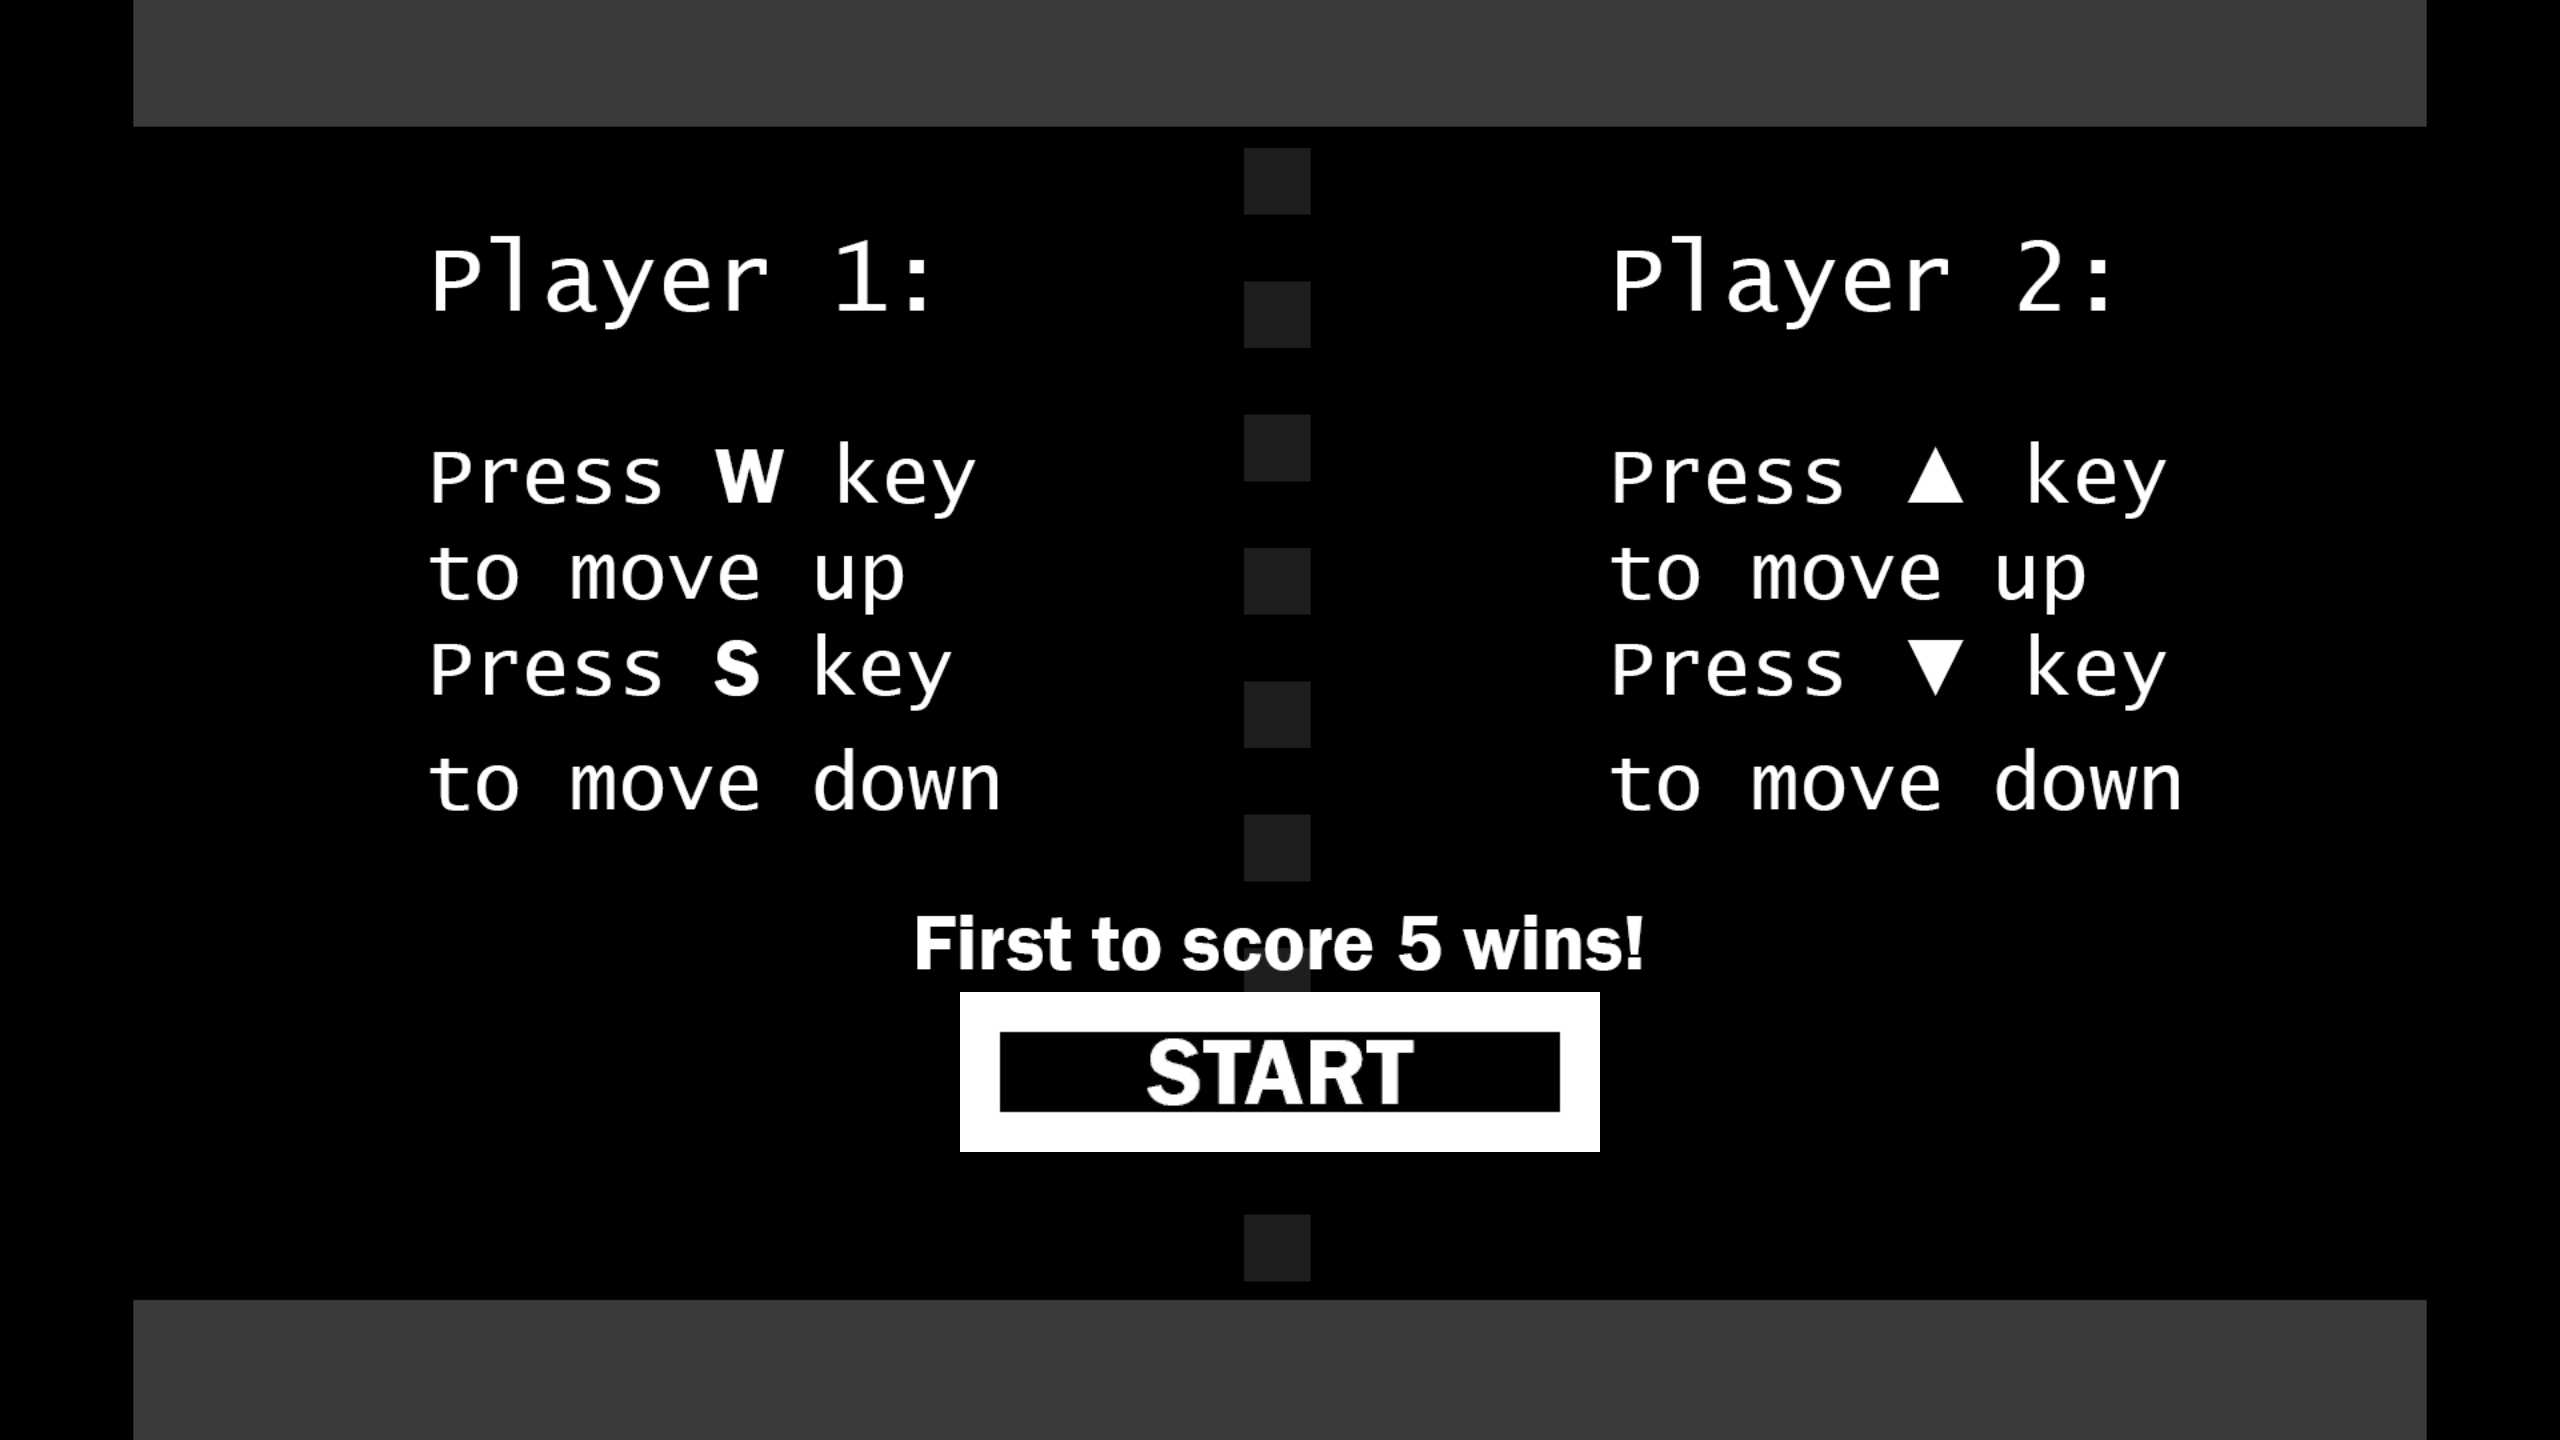 Player 1:
Press W key
to move up
Press S key
to move down
Player 2:
Press ▲ key
to move up
Press ▼ key
to move down
First to score 5 wins!
START